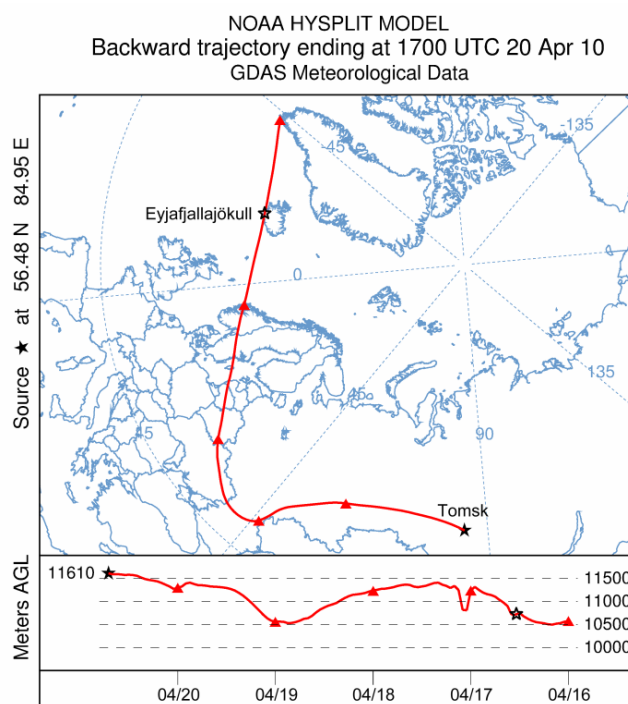 NOAA HYSPLIT MODEL
Backward trajectory ending at 1700 UTC 20 Apr 10
GDAS Meteorological Data
Source ★ at 56.48 N 84.95 E
-135
-45
Eyjafjallajökull
0
0
135
45
45
90
Tomsk
Meters AGL
11610
11500
11000
10500
10000
04/20 04/19 04/18 04/17 04/16